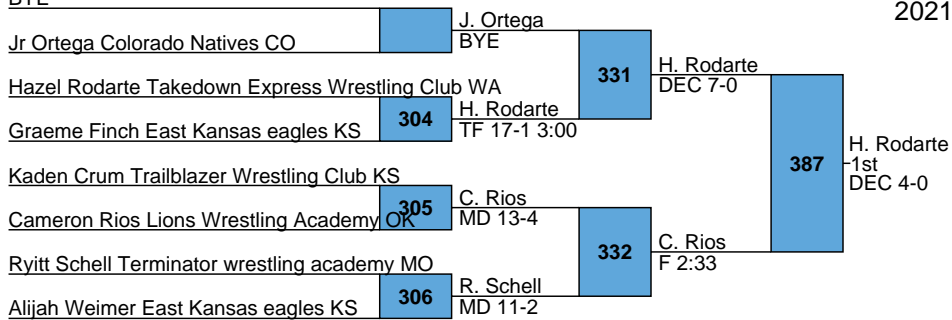 BYE
2021
J. Ortega
BYE
Jr Ortega Colorado Natives CO
331
H. Rodarte
DEC 7-0
Hazel Rodarte Takedown Express Wrestling Club WA
304
H. Rodarte
TF 17-1 3:00
Graeme Finch East Kansas eagles KS
387
H. Rodarte
1st
DEC 4-0
Kaden Crum Trailblazer Wrestling Club KS
305
C. Rios
MD 13-4
Cameron Rios Lions Wrestling Academy OK
332
C. Rios
F 2:33
Ryitt Schell Terminator wrestling academy MO
306
R. Schell
MD 11-2
Alijah Weimer East Kansas eagles KS